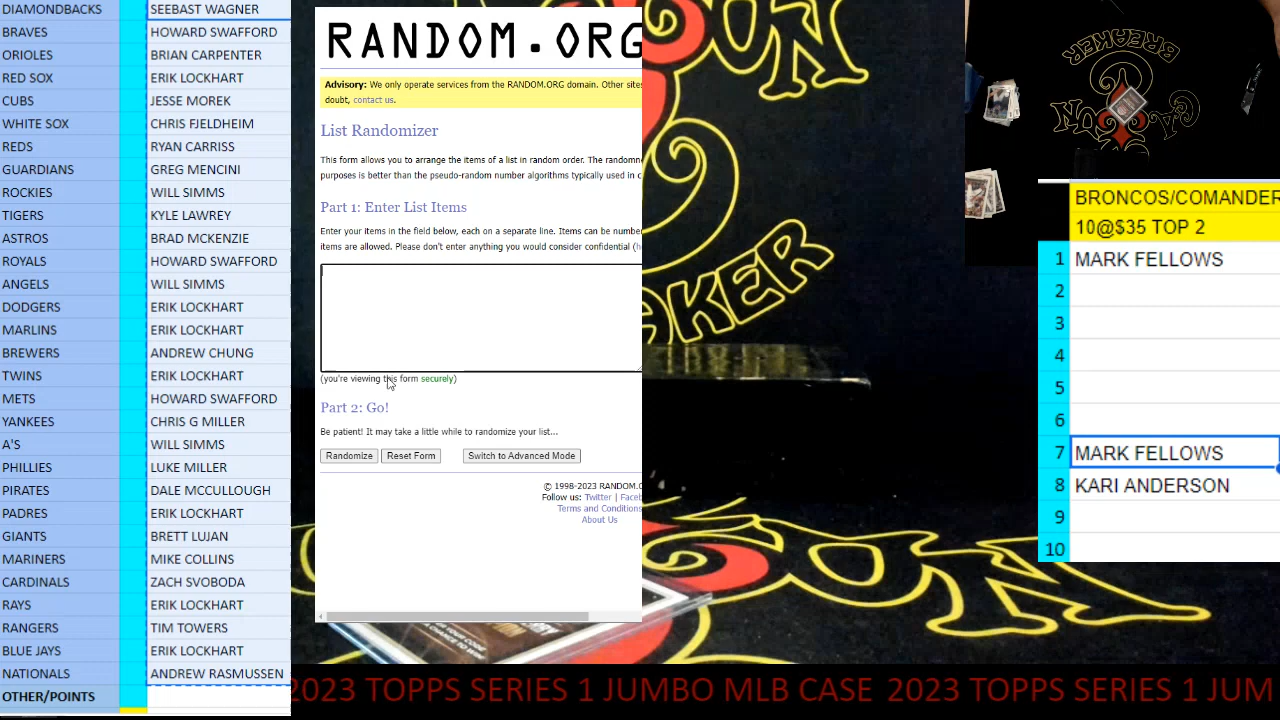 DIAMONDBACKS SEEBAST WAGNER
BRAVES HOWARD SWAFFORD
ORIOLES BRIAN CARPENTER
RED SOX ERIK LOCKHART
CUBS JESSE MOREK
WHITE SOX CHRIS FJELDHEIM
REDS RYAN CARRISS
GUARDIANS GREG MENCINI
ROCKIES WILL SIMMS
TIGERS KYLE LAWREY
ASTROS BRAD MCKENZIE
ROYALS HOWARD SWAFFORD
ANGELS WILL SIMMS
DODGERS ERIK LOCKHART
MARLINS ERIK LOCKHART
BREWERS ANDREW CHUNG
TWINS ERIK LOCKHART
METS HOWARD SWAFFORD
YANKEES CHRIS G MILLER
A'S WILL SIMMS
PHILLIES LUKE MILLER
PIRATES DALE MCCULLOUGH
PADRES ERIK LOCKHART
GIANTS BRETT LUJAN
MARINERS MIKE COLLINS
CARDINALS ZACH SVOBODA
RAYS ERIK LOCKHART
RANGERS TIM TOWERS
BLUE JAYS ERIK LOCKHART
NATIONALS ANDREW RASMUSSEN
OTHER/POINTS
RANDOM.ORG
Advisory: We only operate services from the RANDOM.ORG domain. Other sites
doubt, contact us.
List Randomizer
This form allows you to arrange the items of a list in random order. The randomn
purposes is better than the pseudo-random number algorithms typically used in c
Part 1: Enter List Items
Enter your items in the field below, each on a separate line. Items can be number
items are allowed. Please don't enter anything you would consider confidential (h
(you're viewing this form securely)
Part 2: Go!
Be patient! It may take a little while to randomize your list...
Randomize Reset Form Switch to Advanced Mode
© 1998-2023 RANDOM.O
Follow us: Twitter | Faceb
Terms and Conditions
About Us
BREAKER
BRONCOS/COMANDER
10@$35 TOP 2
1 MARK FELLOWS
2
3
4
5
6
7 MARK FELLOWS
8 KARI ANDERSON
9
10
2023 TOPPS SERIES 1 JUMBO MLB CASE 2023 TOPPS SERIES 1 JUM